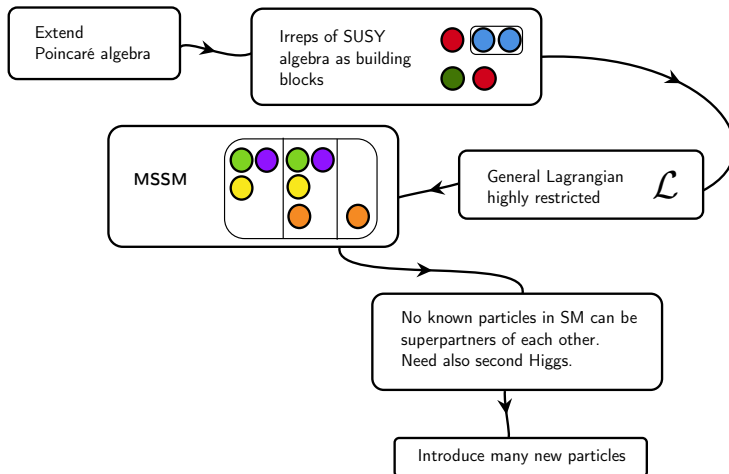 Extend
Poincaré algebra
Irreps of SUSY
algebra as building
blocks
General Lagrangian
highly restricted
ℒ
MSSM
No known particles in SM can be
superpartners of each other.
Need also second Higgs.
Introduce many new particles